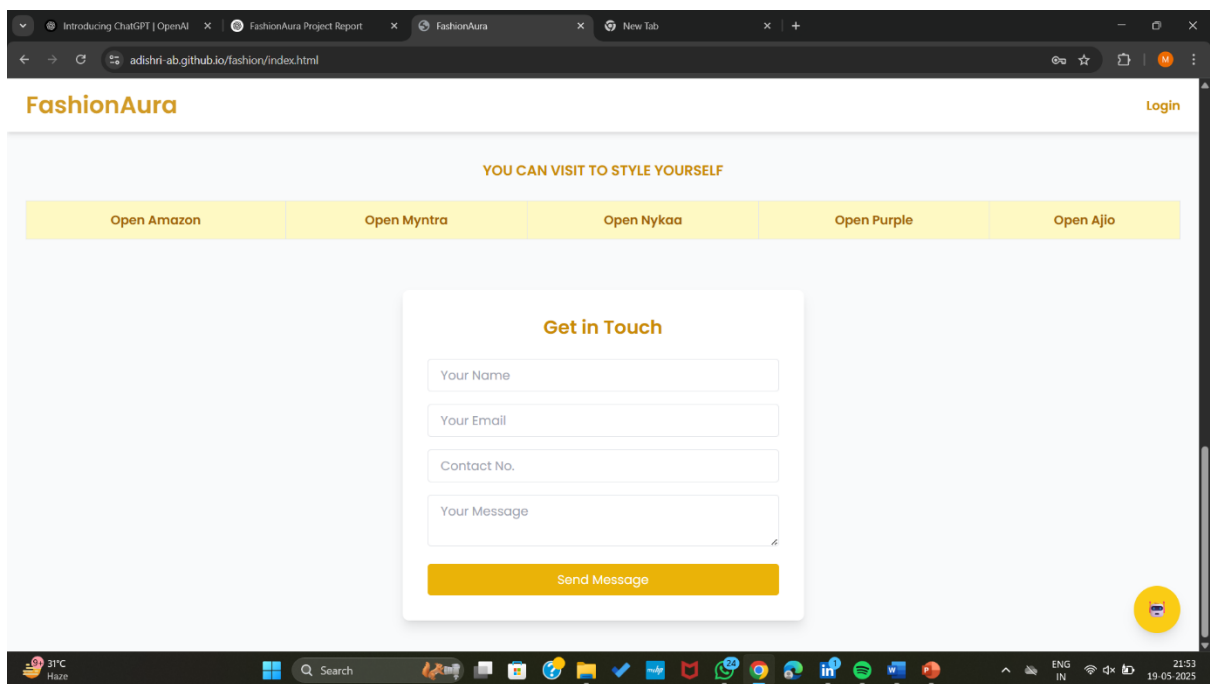 Introducing ChatGPT | OpenAI
FashionAura Project Report
FashionAura
New Tab
adishri-ab.github.io/fashion/index.html
M
FashionAura
Login
YOU CAN VISIT TO STYLE YOURSELF
Open Amazon
Open Myntra
Open Nykaa
Open Purple
Open Ajio
Get in Touch
Your Name
Your Email
Contact No.
Your Message
Send Message
31°C
Haze
Search
24
ENG
IN
21:53
19-05-2025